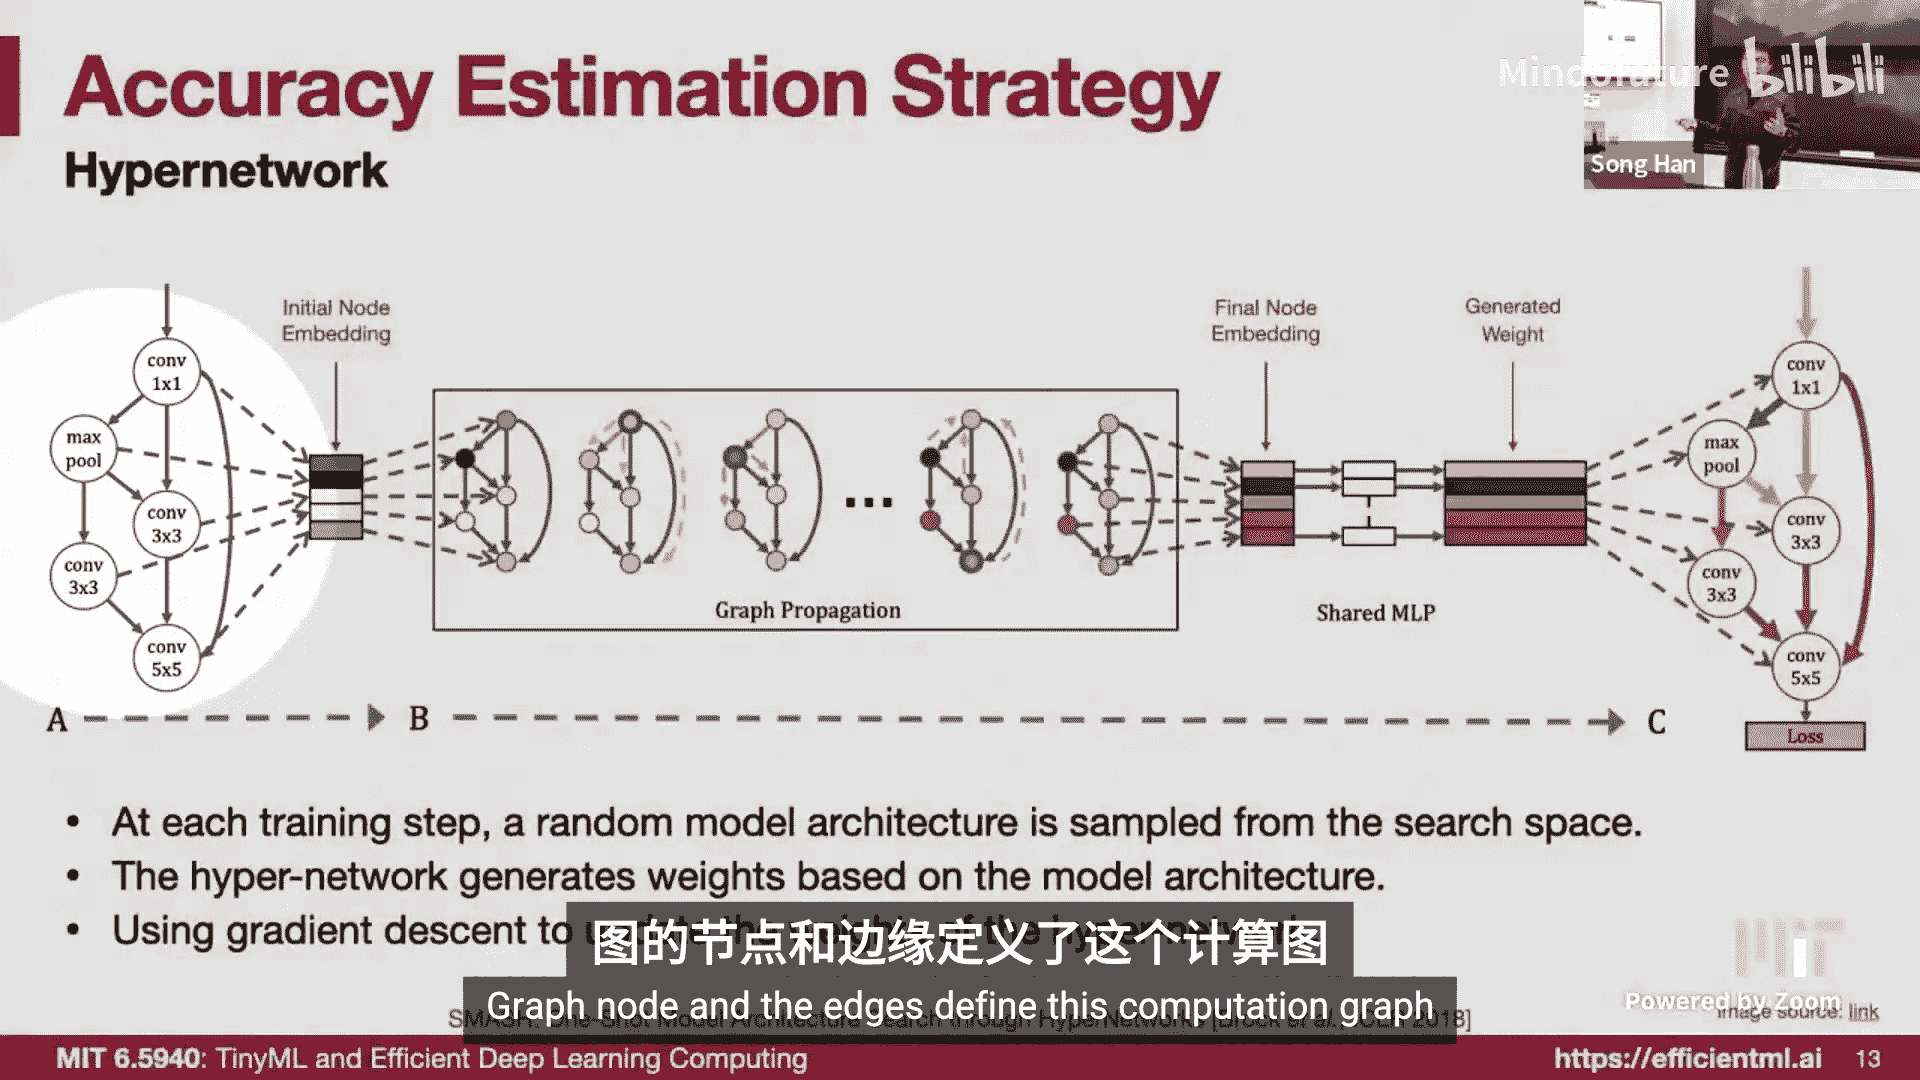 Accuracy Estimation Strategy
Hypernetwork
Mindofuture
bilibili
Song Han
Initial Node
Embedding
Final Node
Embedding
Generated
Weight
conv
1x1
max
pool
conv
3x3
conv
3x3
conv
5x5
Graph Propagation
Shared MLP
conv
1x1
max
pool
conv
3x3
conv
3x3
conv
5x5
Loss
A
B
C
• At each training step, a random model architecture is sampled from the search space.
• The hyper-network generates weights based on the model architecture.
• Using gradient descent to
图的节点和边缘定义了这个计算图
Graph node and the edges define this computation graph
MIT
Powered by Zoom
Image source: link
2018]
MIT 6.5940: TinyML and Efficient Deep Learning Computing
https://efficientml.ai 13